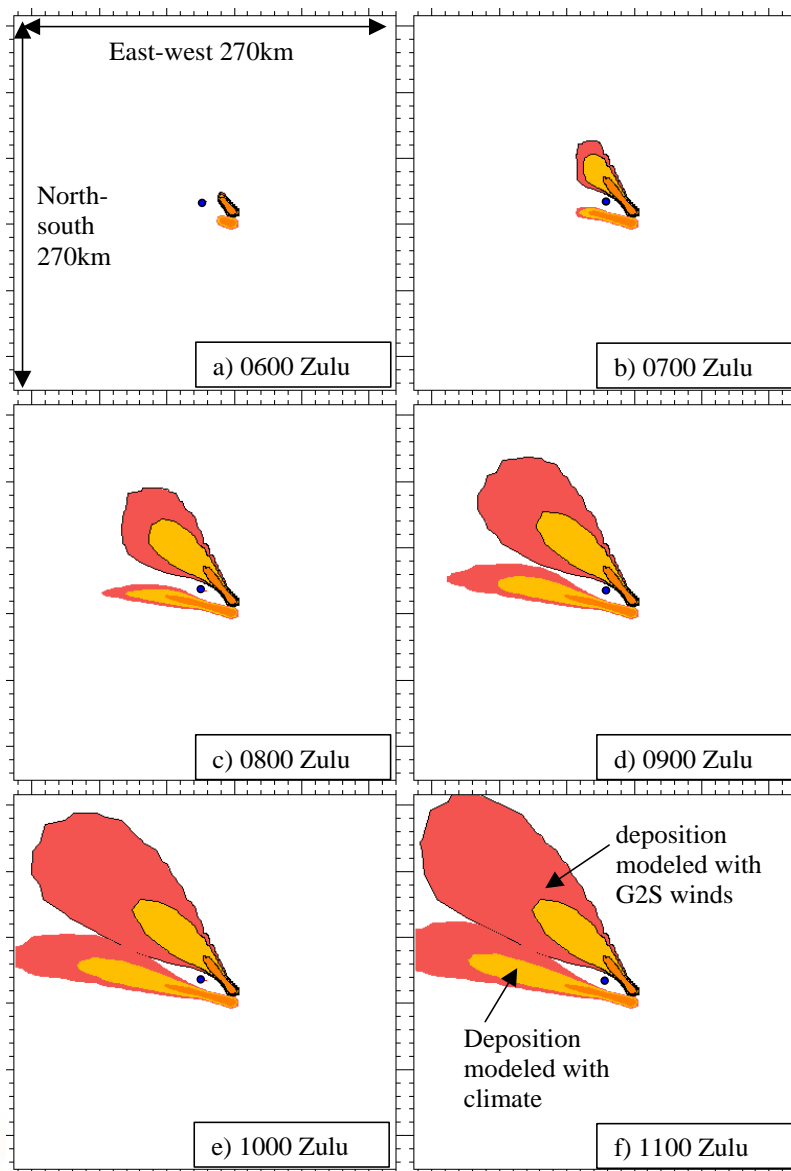 East-west 270km
North-
south
270km
a) 0600 Zulu
b) 0700 Zulu
c) 0800 Zulu
d) 0900 Zulu
deposition
modeled with
G2S winds
Deposition
modeled with
climate
e) 1000 Zulu
f) 1100 Zulu